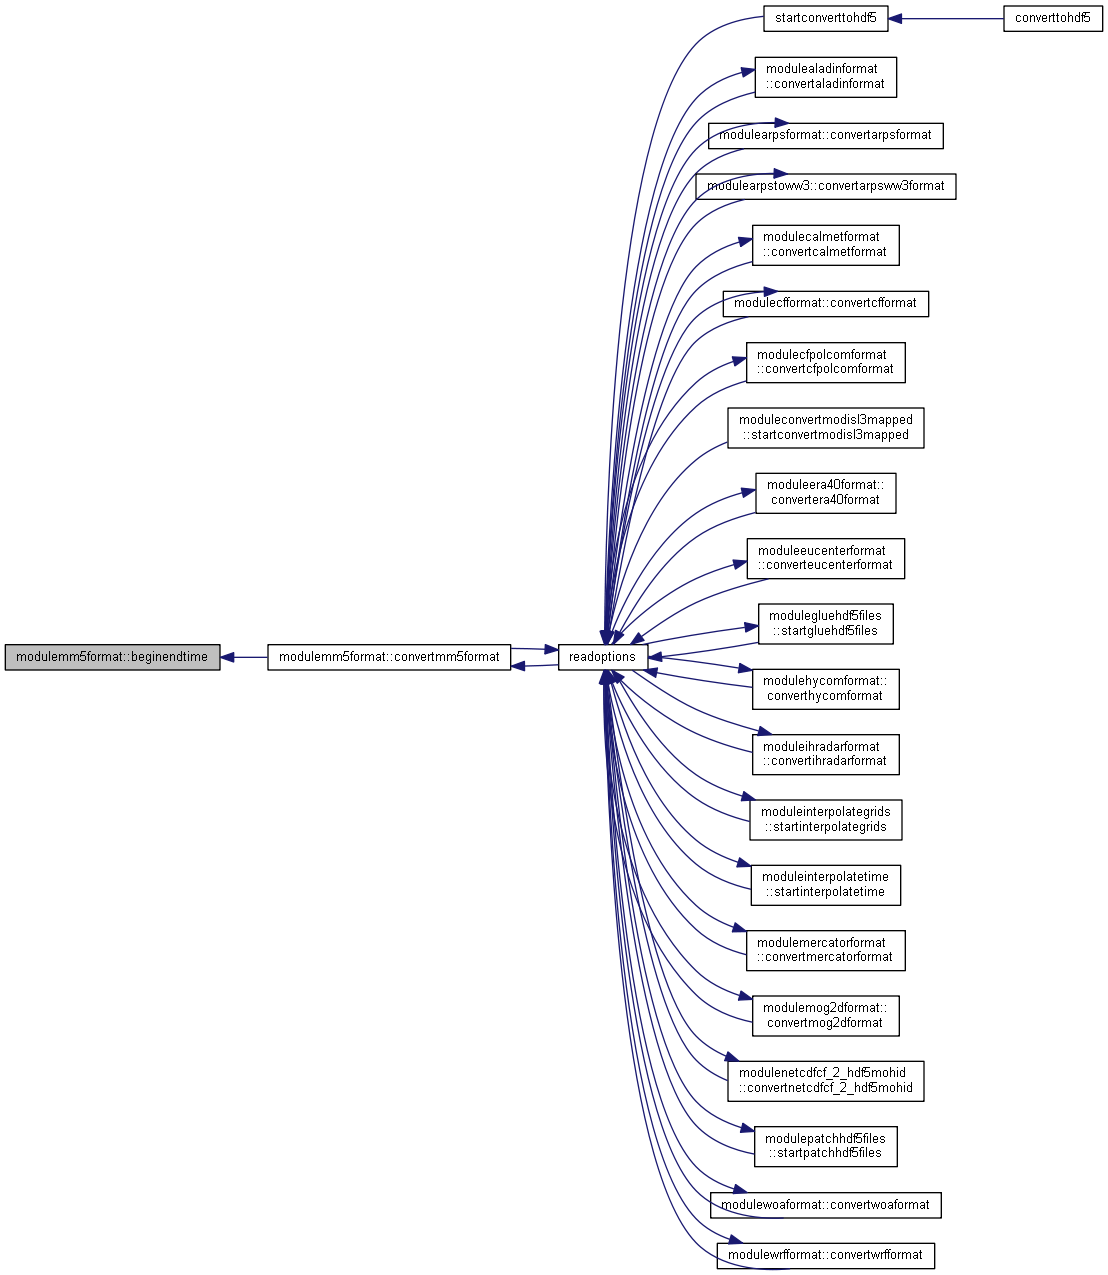 startconverttohdf5
converttohdf5
modulealadinformat
::convertaladinformat
modulearpsformat::convertarpsformat
modulearpstoww3::convertarpsww3format
modulecalmetformat
::convertcalmetformat
modulecfformat::convertcfformat
modulecfpolcomformat
::convertcfpolcomformat
moduleconvertmodisl3mapped
::startconvertmodisl3mapped
moduleera40format::
convertera40format
moduleeucenterformat
::converteucenterformat
modulegluehdf5files
::startgluehdf5files
modulemm5format::beginendtime
modulemm5format::convertmm5format
readoptions
modulehycomformat::
converthycomformat
moduleihradarformat
::convertihradarformat
moduleinterpolategrids
::startinterpolategrids
moduleinterpolatetime
::startinterpolatetime
modulemercatorformat
::convertmercatorformat
modulemog2dformat::
convertmog2dformat
modulenetcdfcf_2_hdf5mohid
::convertnetcdfcf_2_hdf5mohid
modulepatchhdf5files
::startpatchhdf5files
modulewoaformat::convertwoaformat
modulewrfformat::convertwrfformat